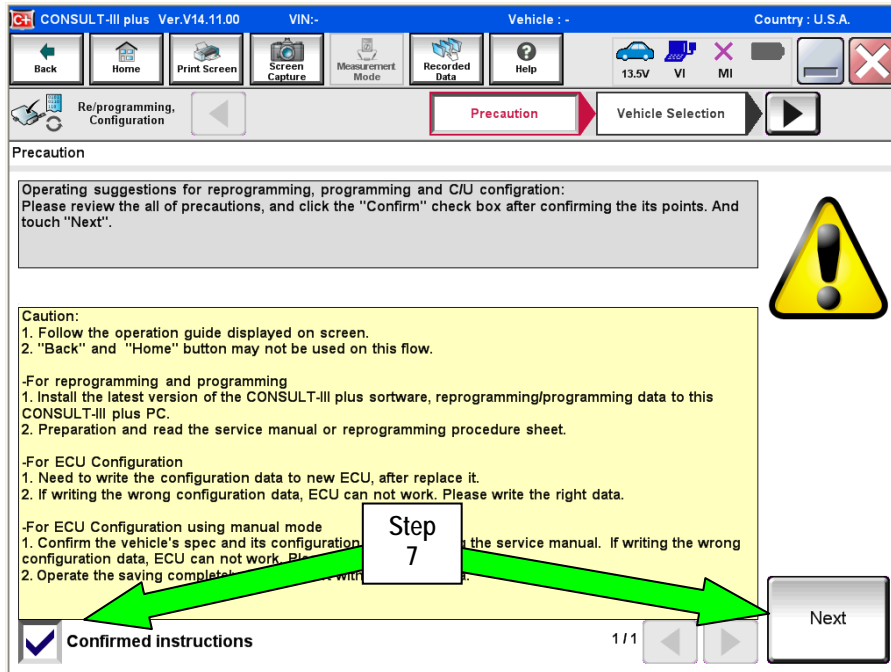 C+ CONSULT-III plus Ver.V14.11.00 VIN:- Vehicle : - Country : U.S.A.
Back Home Print Screen Screen Capture Measurement Mode Recorded Data Help 13.5V VI MI
Re/programming, Configuration Precaution Vehicle Selection
Precaution
Operating suggestions for reprogramming, programming and C/U configration:
Please review the all of precautions, and click the "Confirm" check box after confirming the its points. And
touch "Next".
Caution:
1. Follow the operation guide displayed on screen.
2. "Back" and "Home" button may not be used on this flow.
-For reprogramming and programming
1. Install the latest version of the CONSULT-III plus sortware, reprogramming/programming data to this
CONSULT-III plus PC.
2. Preparation and read the service manual or reprogramming procedure sheet.
-For ECU Configuration
1. Need to write the configuration data to new ECU, after replace it.
2. If writing the wrong configuration data, ECU can not work. Please write the right data.
-For ECU Configuration using manual mode
1. Confirm the vehicle's spec and its configuration the service manual. If writing the wrong
configuration data, ECU can not work.
2. Operate the saving
Step
7
Confirmed instructions 1/1
Next